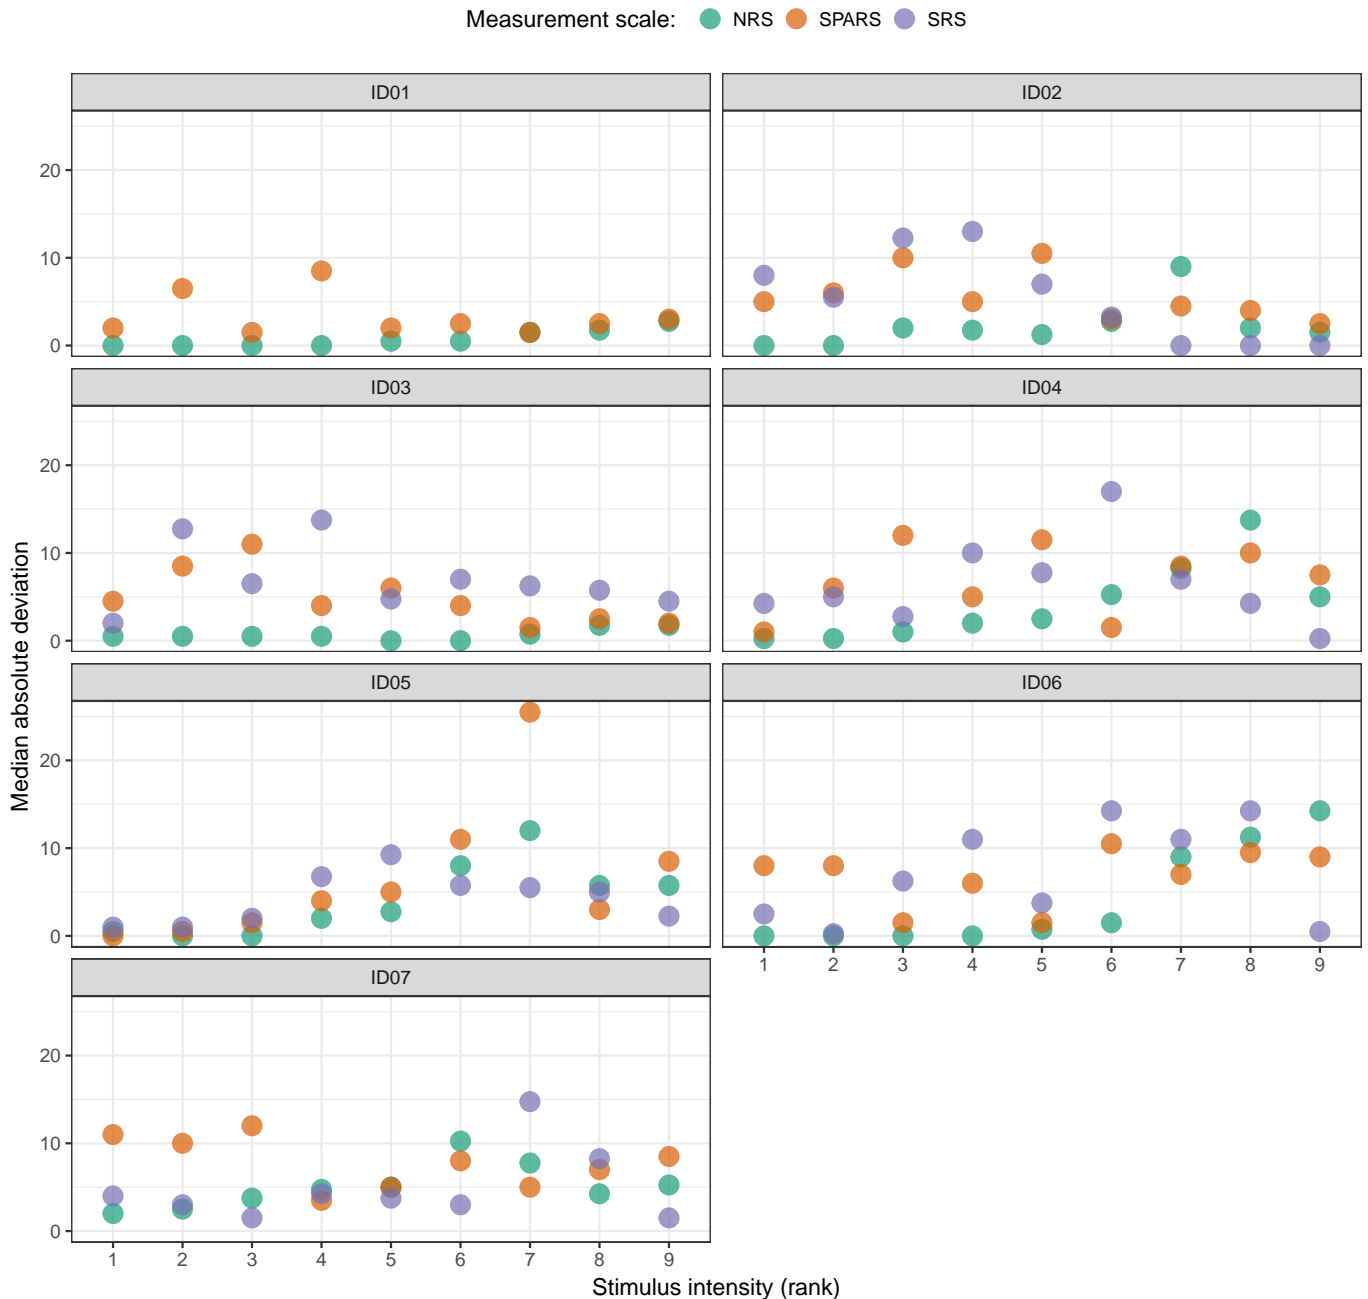 Measurement scale: NRS SPARS SRS
ID01 ID02
20
10
0
ID03 ID04
20
10
0
ID05 ID06
20
10
0
1 2 3 4 5 6 7 8 9
ID07
20
10
0
1 2 3 4 5 6 7 8 9
Median absolute deviation
Stimulus intensity (rank)